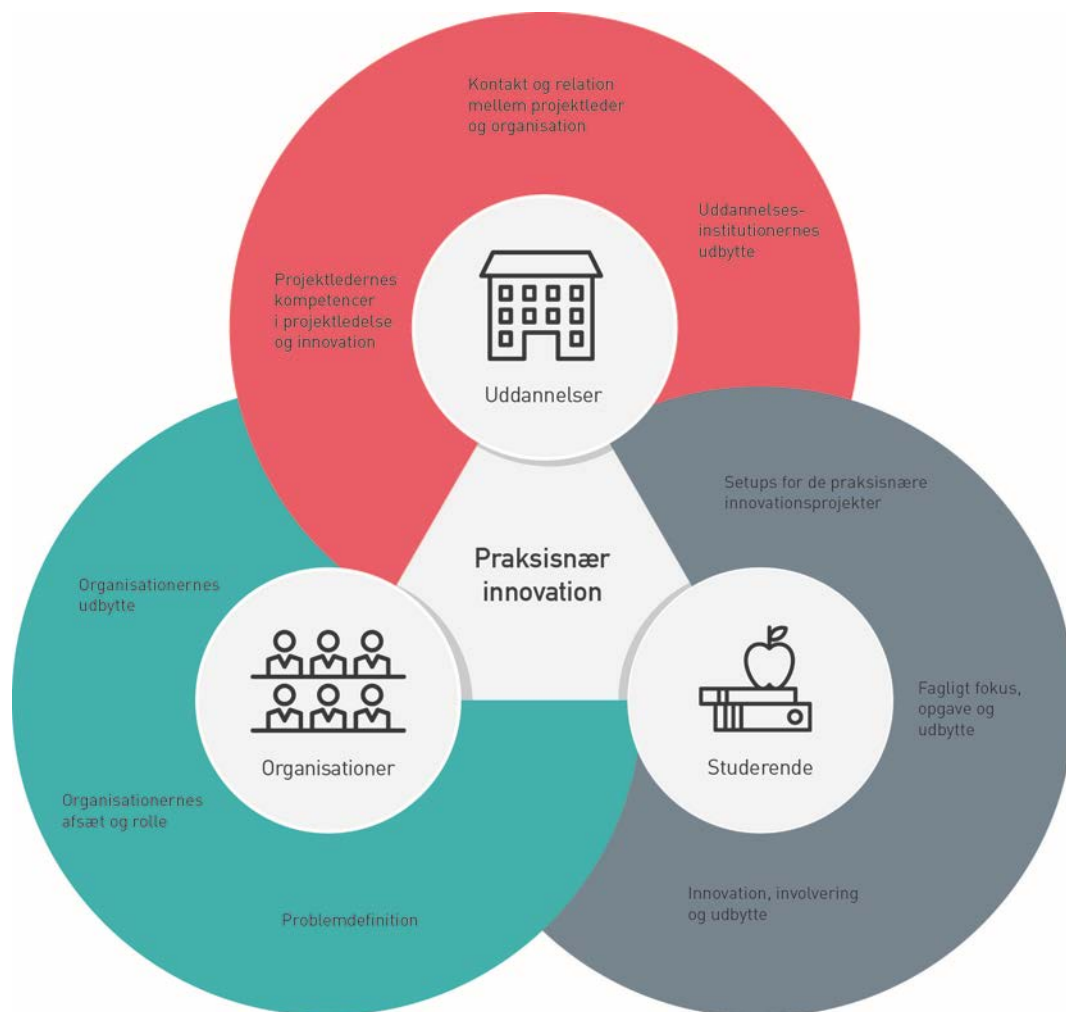 Kontakt og relation
mellem projektleder
og organisation
Uddannelses-
institutionernes
udbytte
Projektledernes
kompetencer
i projektledelse
og innovation
Uddannelser
Setups for de praksisnære
innovationsprojekter
Praksisnær
innovation
Organisationernes
udbytte
Organisationer
Studerende
Fagligt fokus,
opgave og
udbytte
Organisationernes
afsæt og rolle
Innovation, involvering
og udbytte
Problemdefinition